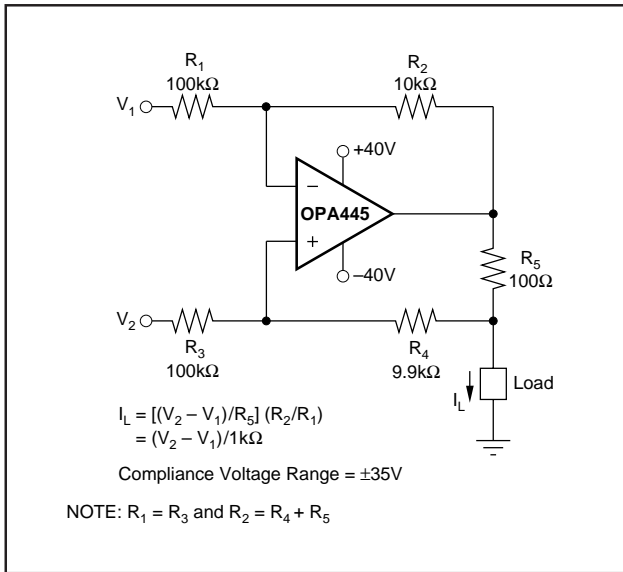 R1
100kΩ
R2
10kΩ
V1
+40V
−
OPA445
+
–40V
R5
100Ω
V2
R3
100kΩ
R4
9.9kΩ
IL
Load
IL = [(V2 – V1)/R5] (R2/R1)
= (V2 – V1)/1kΩ
Compliance Voltage Range = ±35V
NOTE: R1 = R3 and R2 = R4 + R5